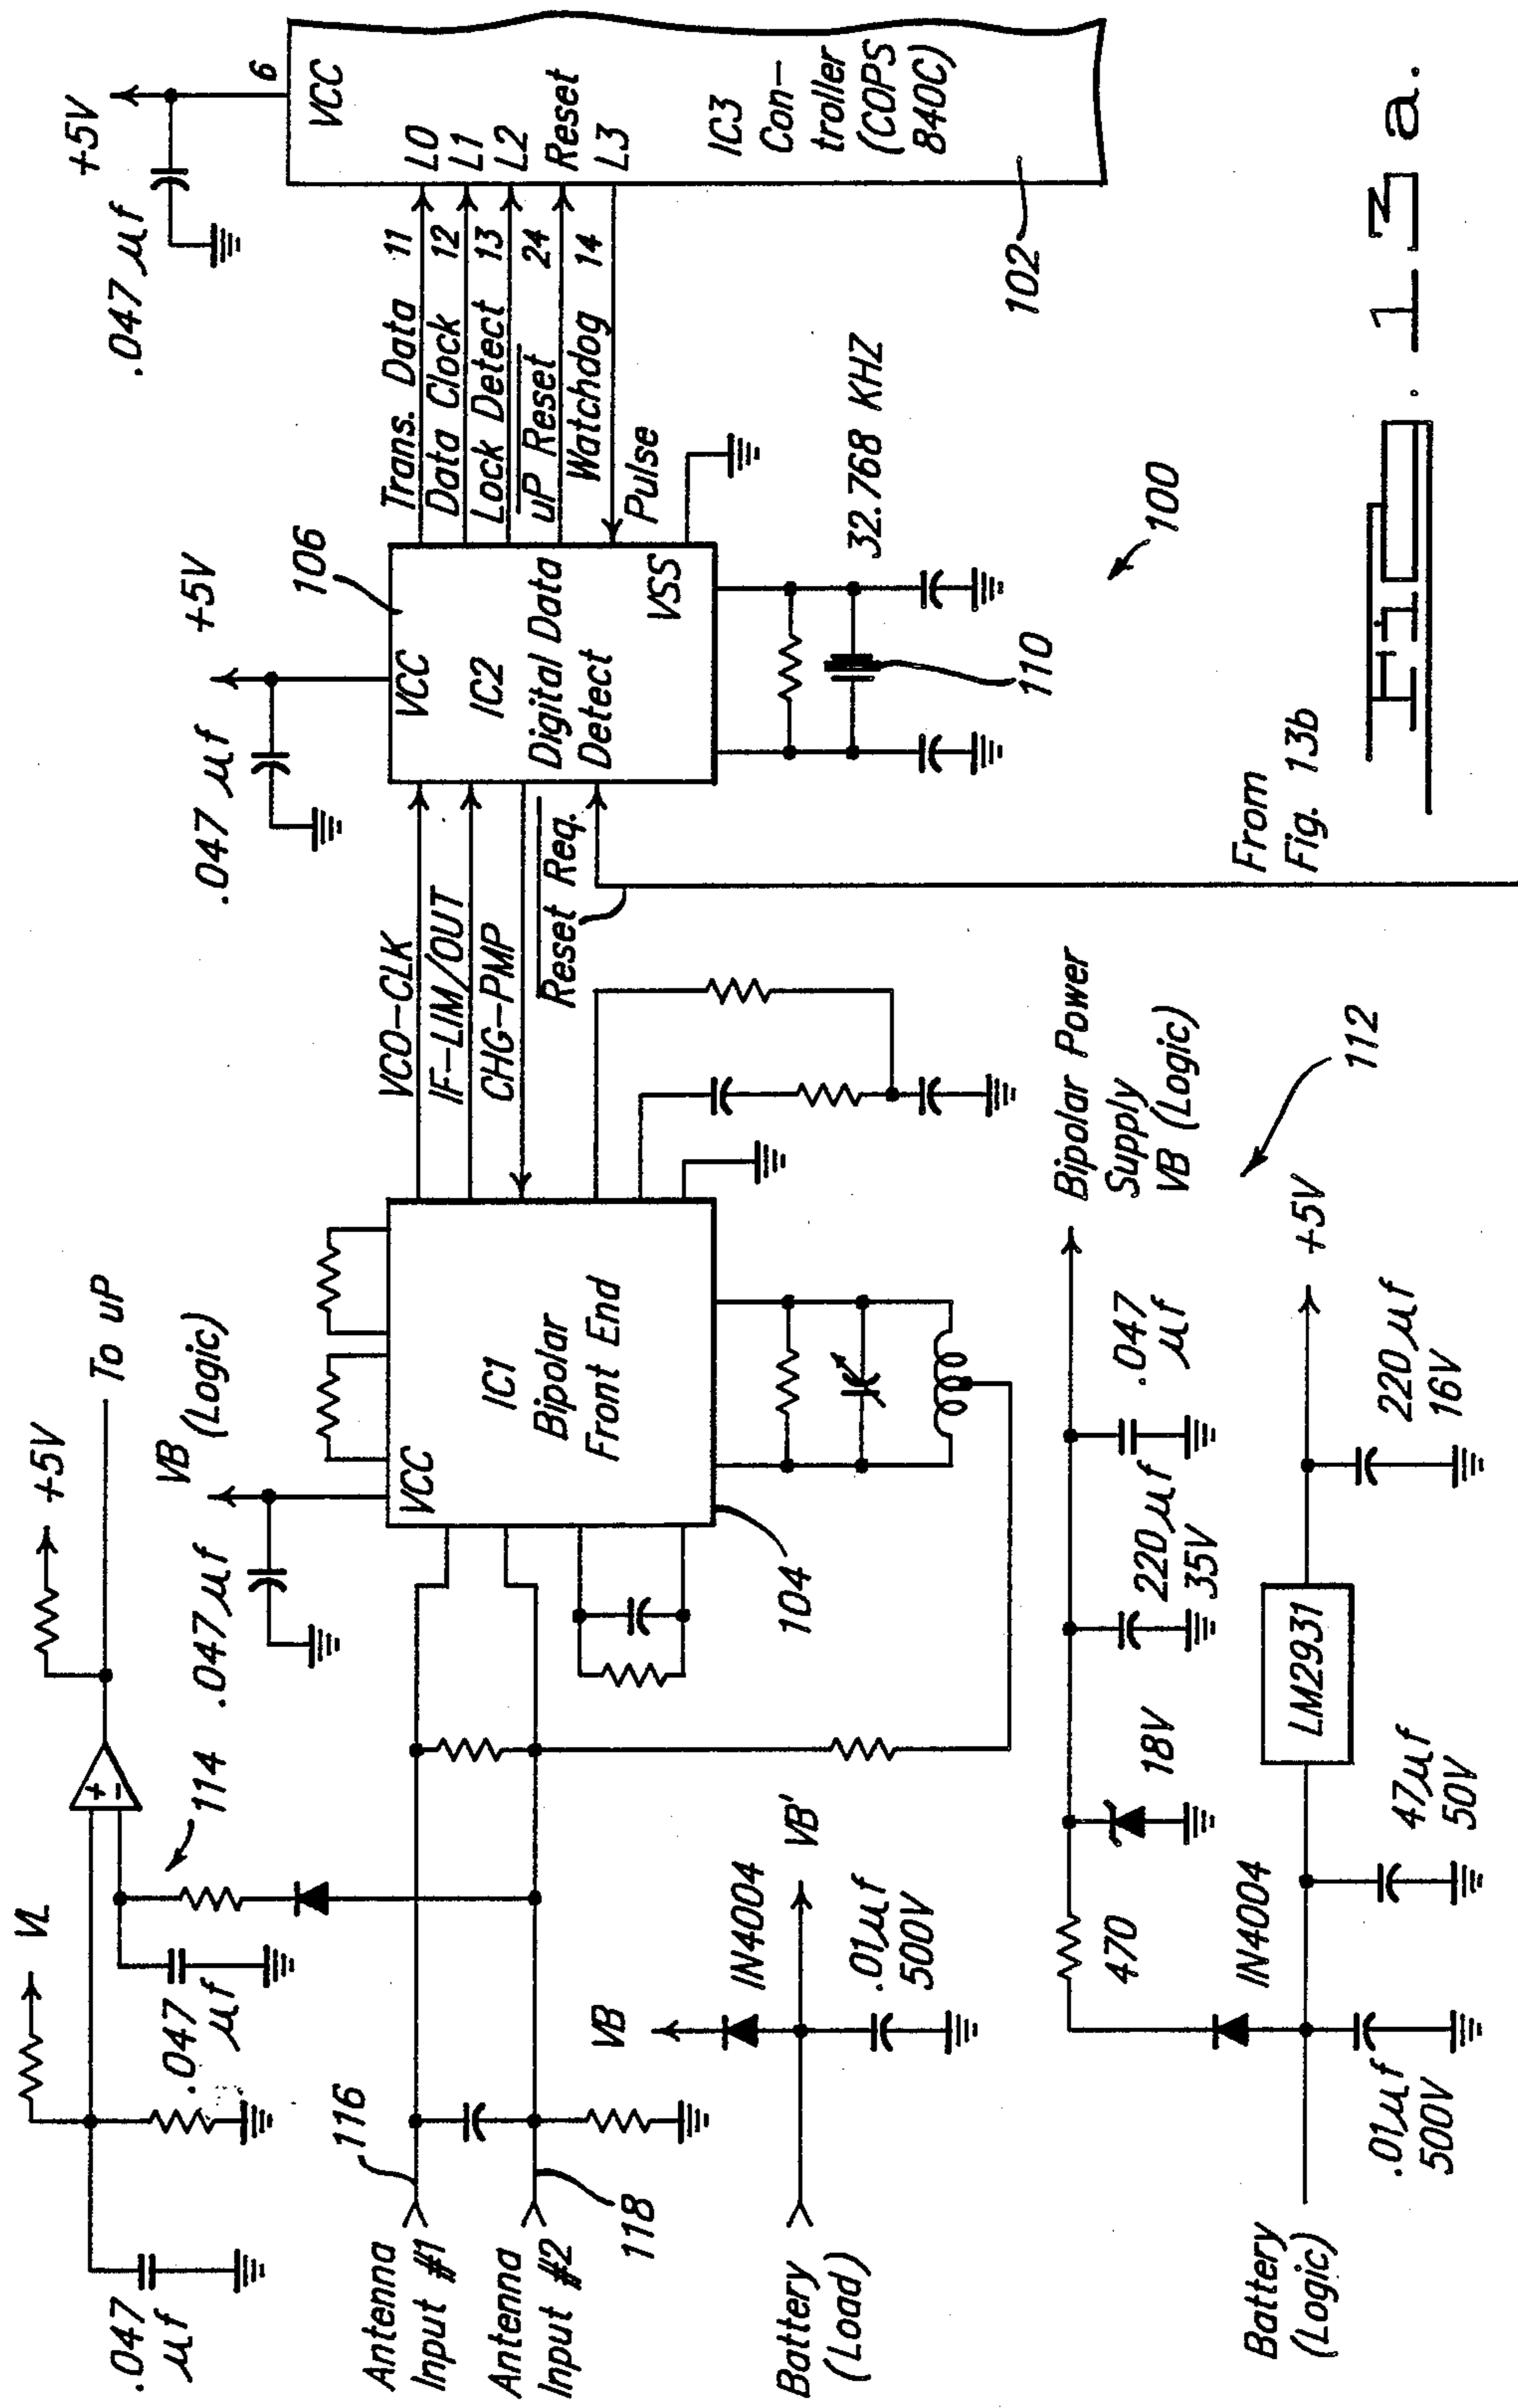 .047
µf
VL
.047
µf
+5V
To uP
114
.047 µf
VB
(Logic)
.047 µf
+5V
.047 µf
+5V
6
Antenna
Input #1
116
Antenna
Input #2
118
VCC
IC1
Bipolar
Front End
104
VCO-CLK
IF-LIM/OUT
CHG-PMP
Reset Req.
106
VCC
IC2
Digital Data
Detect
VSS
Trans. Data 11
Data Clock 12
Lock Detect 13
uP Reset 24
Watchdog 14
Pulse
VCC
L0
L1
L2
Reset
L3
IC3
Con-
troller
(COPS
840C)
102
32.768 KHZ
110
100
Battery
(Load)
VB
IN4004
VB'
.01µf
500V
Battery
(Logic)
.01µf
500V
IN4004
470
18V
47µf
50V
LM2931
220µf
35V
.047
µf
220µf
16V
+5V
Bipolar Power
Supply
VB (Logic)
112
From
Fig. 13b
Fig. 13a.